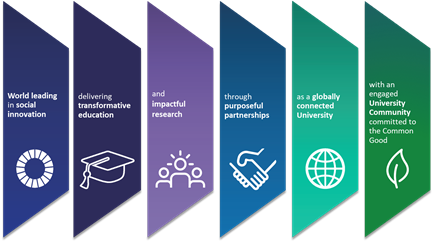 World leading
in social
innovation
delivering
transformative
education
and
impactful
research
through
purposeful
partnerships
as a globally
connected
University
with an
engaged
University
Community
committed to
the Common
Good